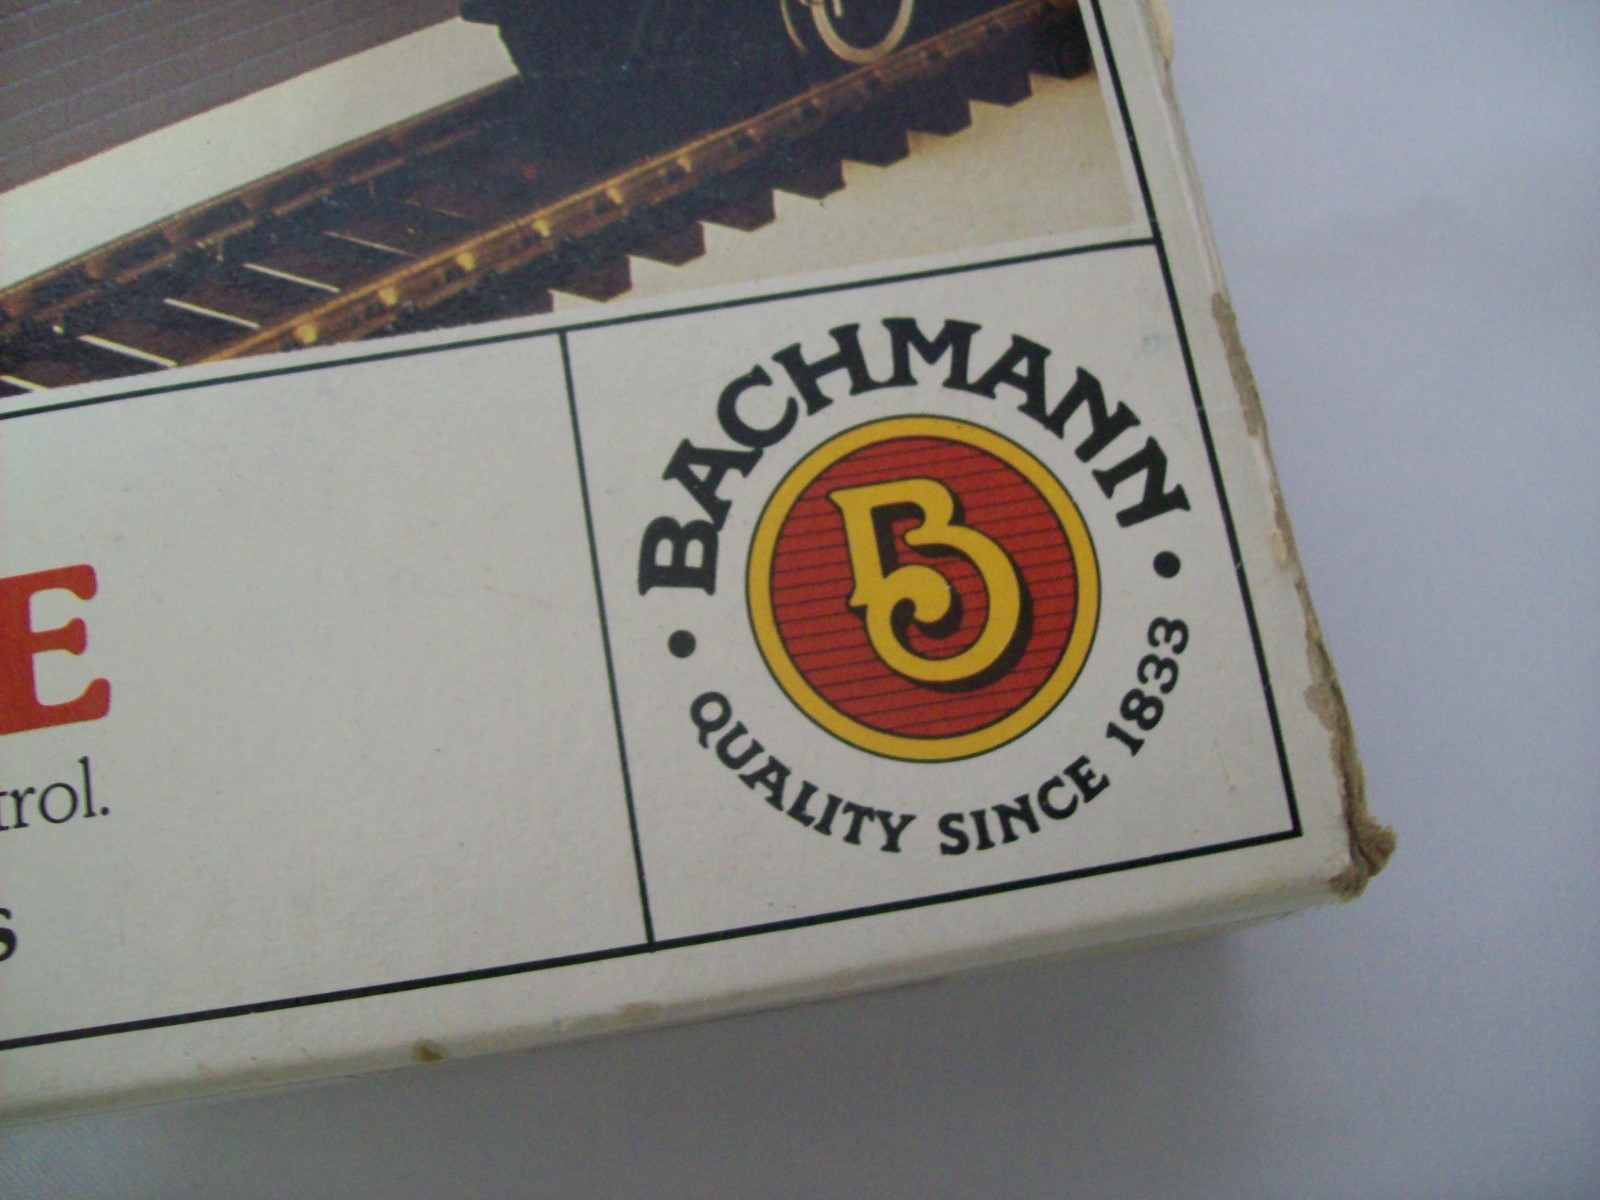 E
trol.
s
BACHMANN
B
• QUALITY SINCE 1833 •